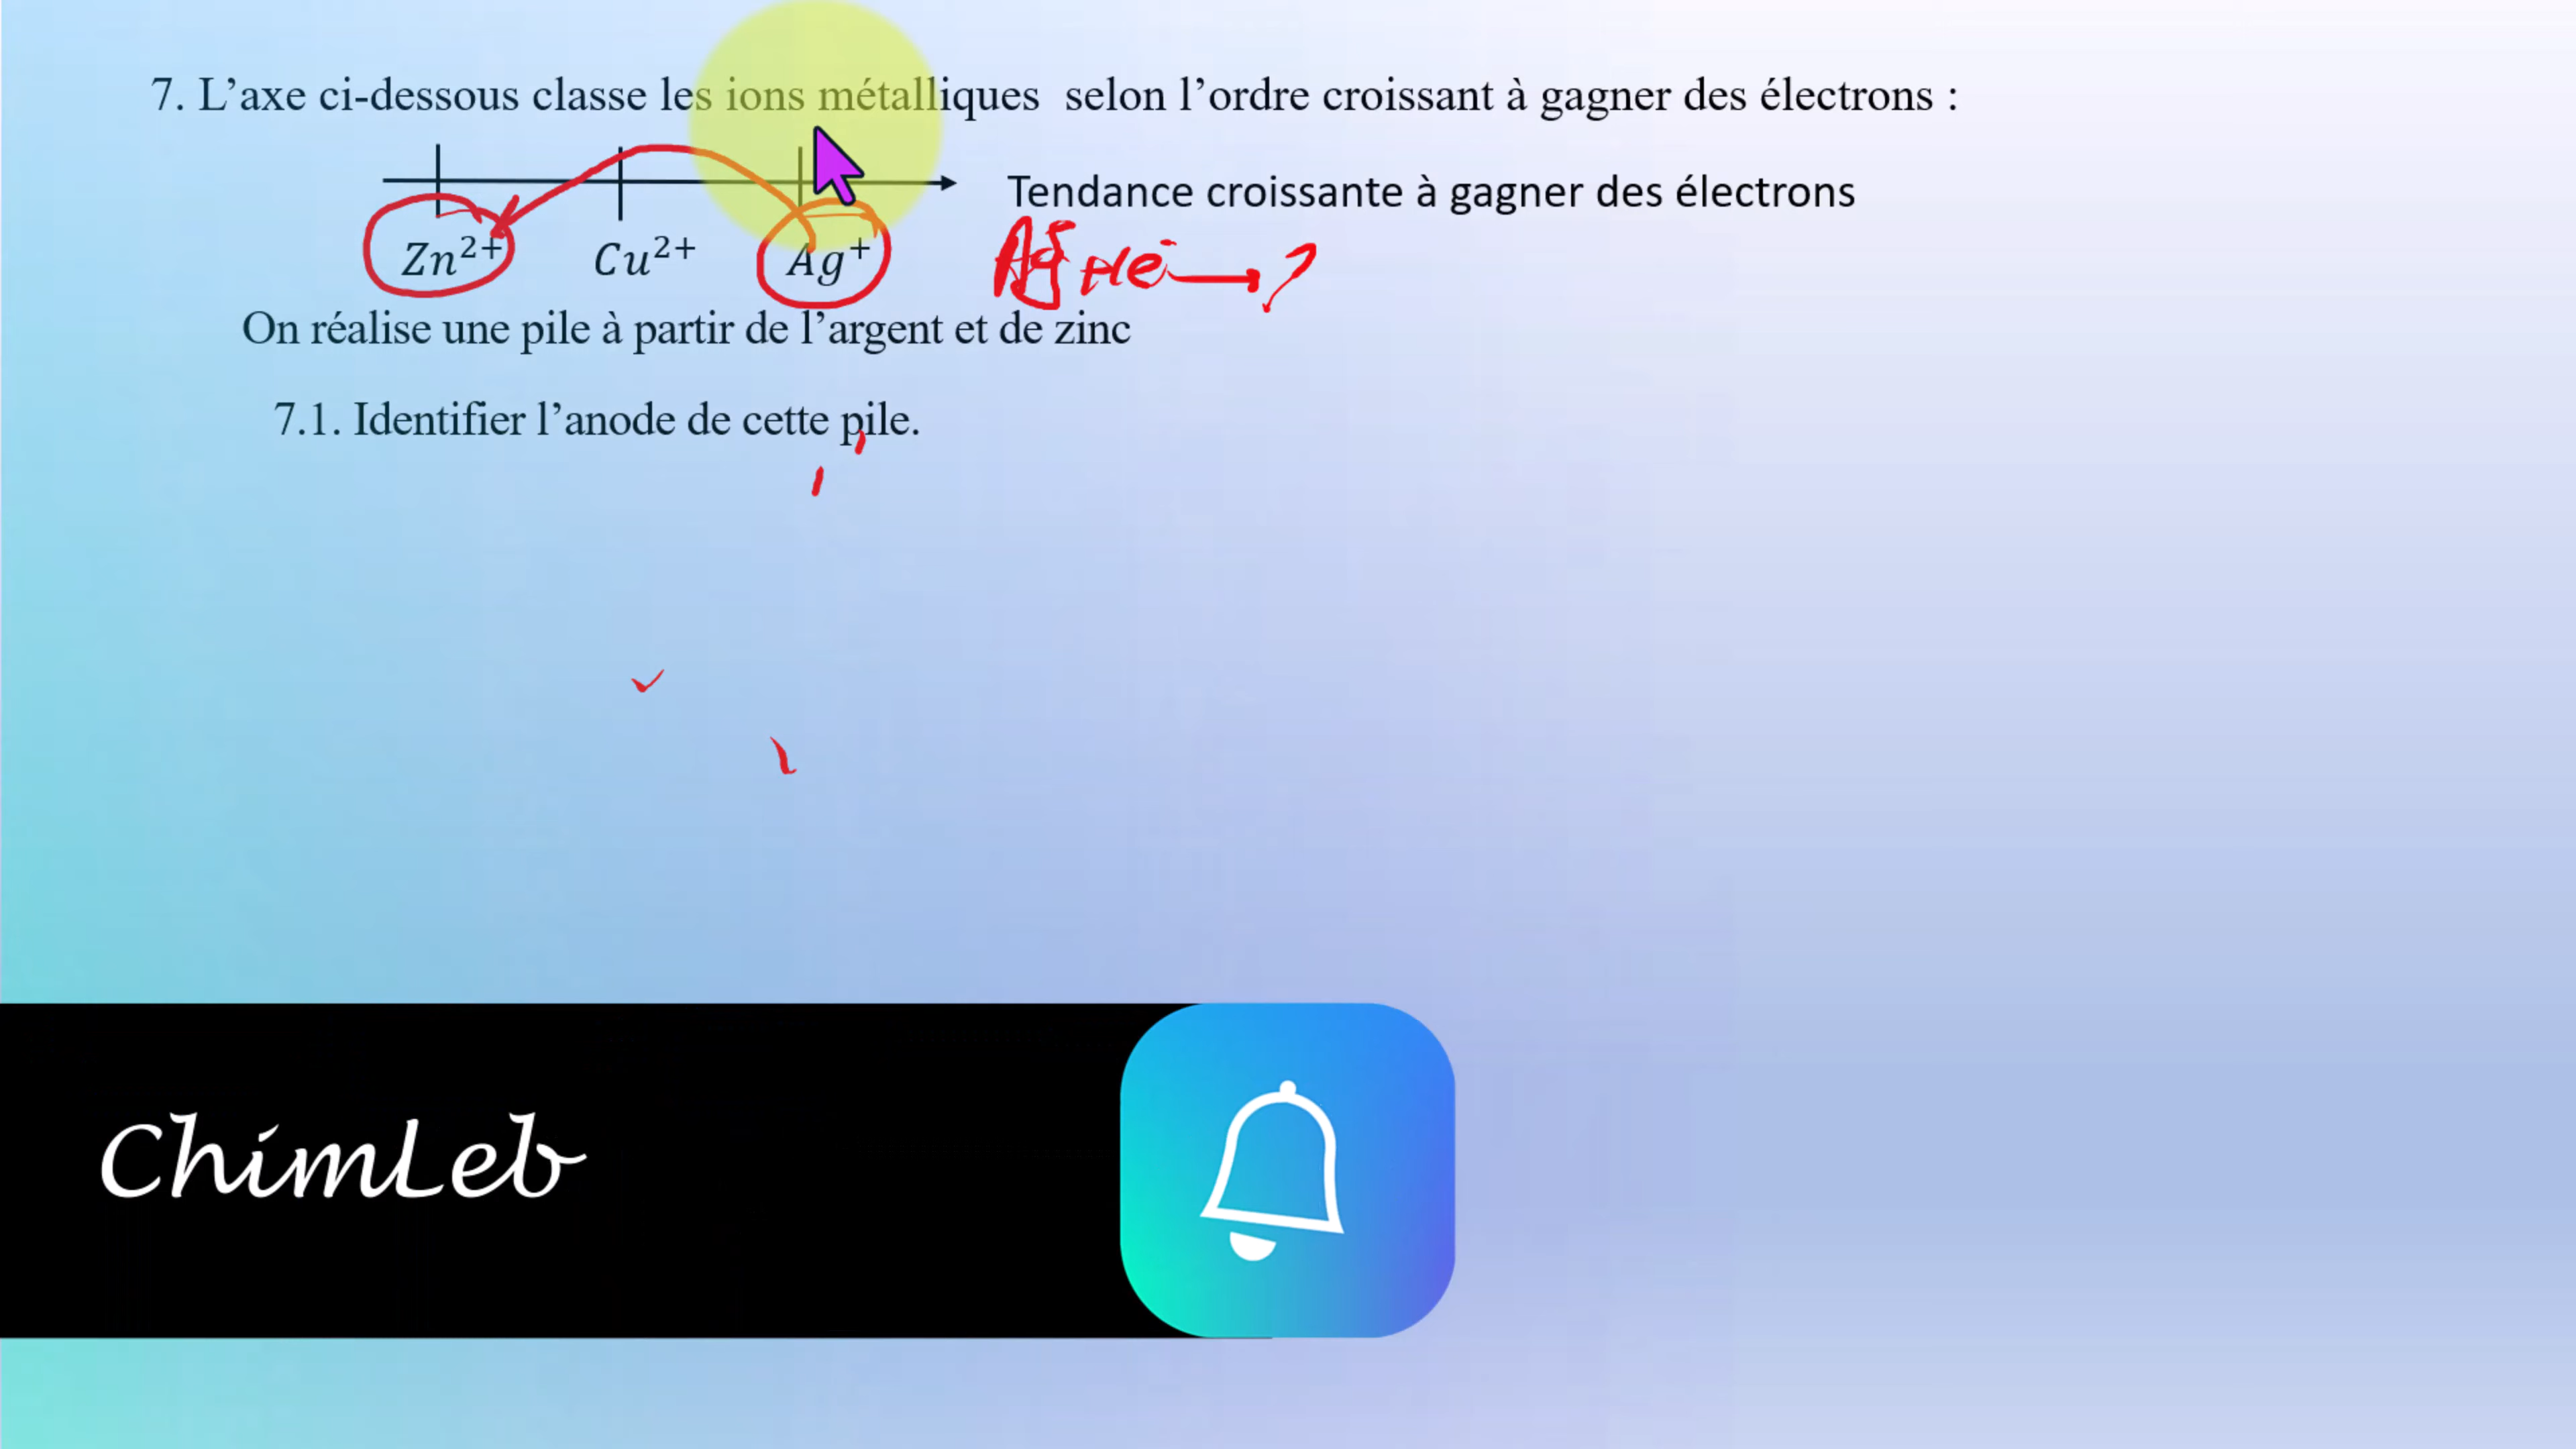 7. L’axe ci-dessous classe les ions métalliques selon l’ordre croissant à gagner des électrons :
Tendance croissante à gagner des électrons
Zn²⁺ Cu²⁺ Ag⁺
On réalise une pile à partir de l’argent et de zinc
7.1. Identifier l’anode de cette pile.
ChimLeb